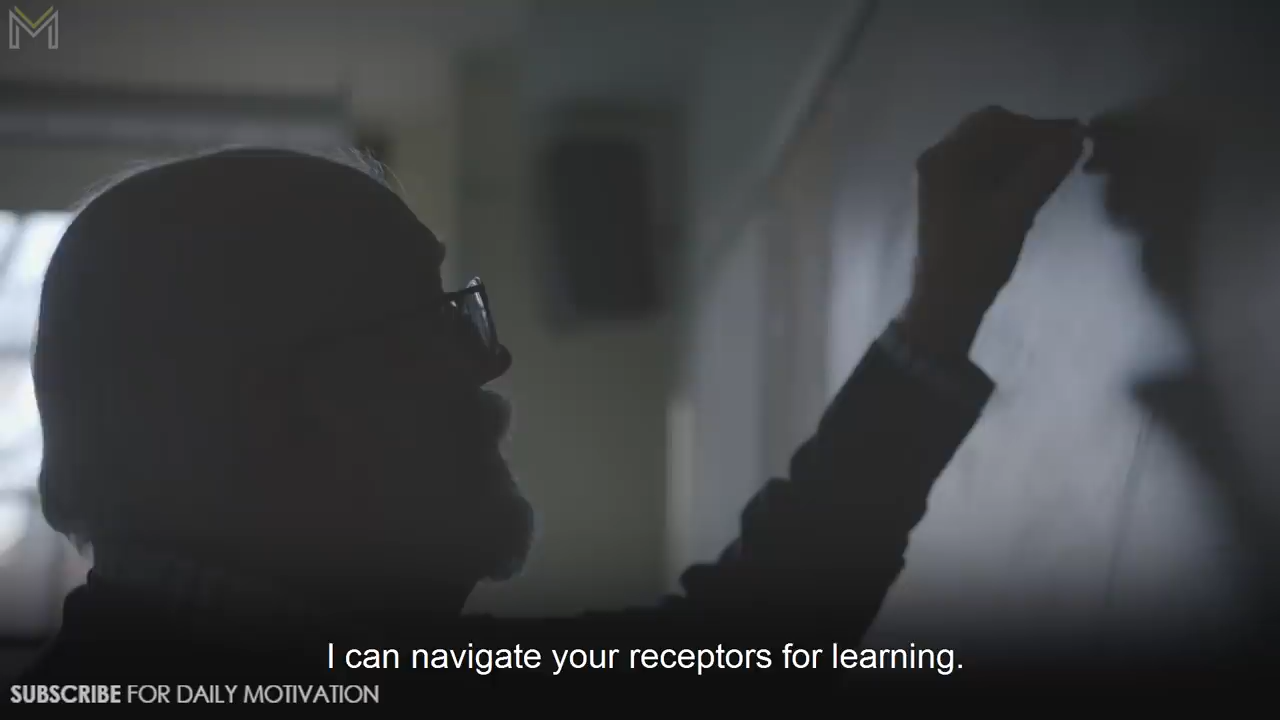 I can navigate your receptors for learning.
SUBSCRIBE FOR DAILY MOTIVATION